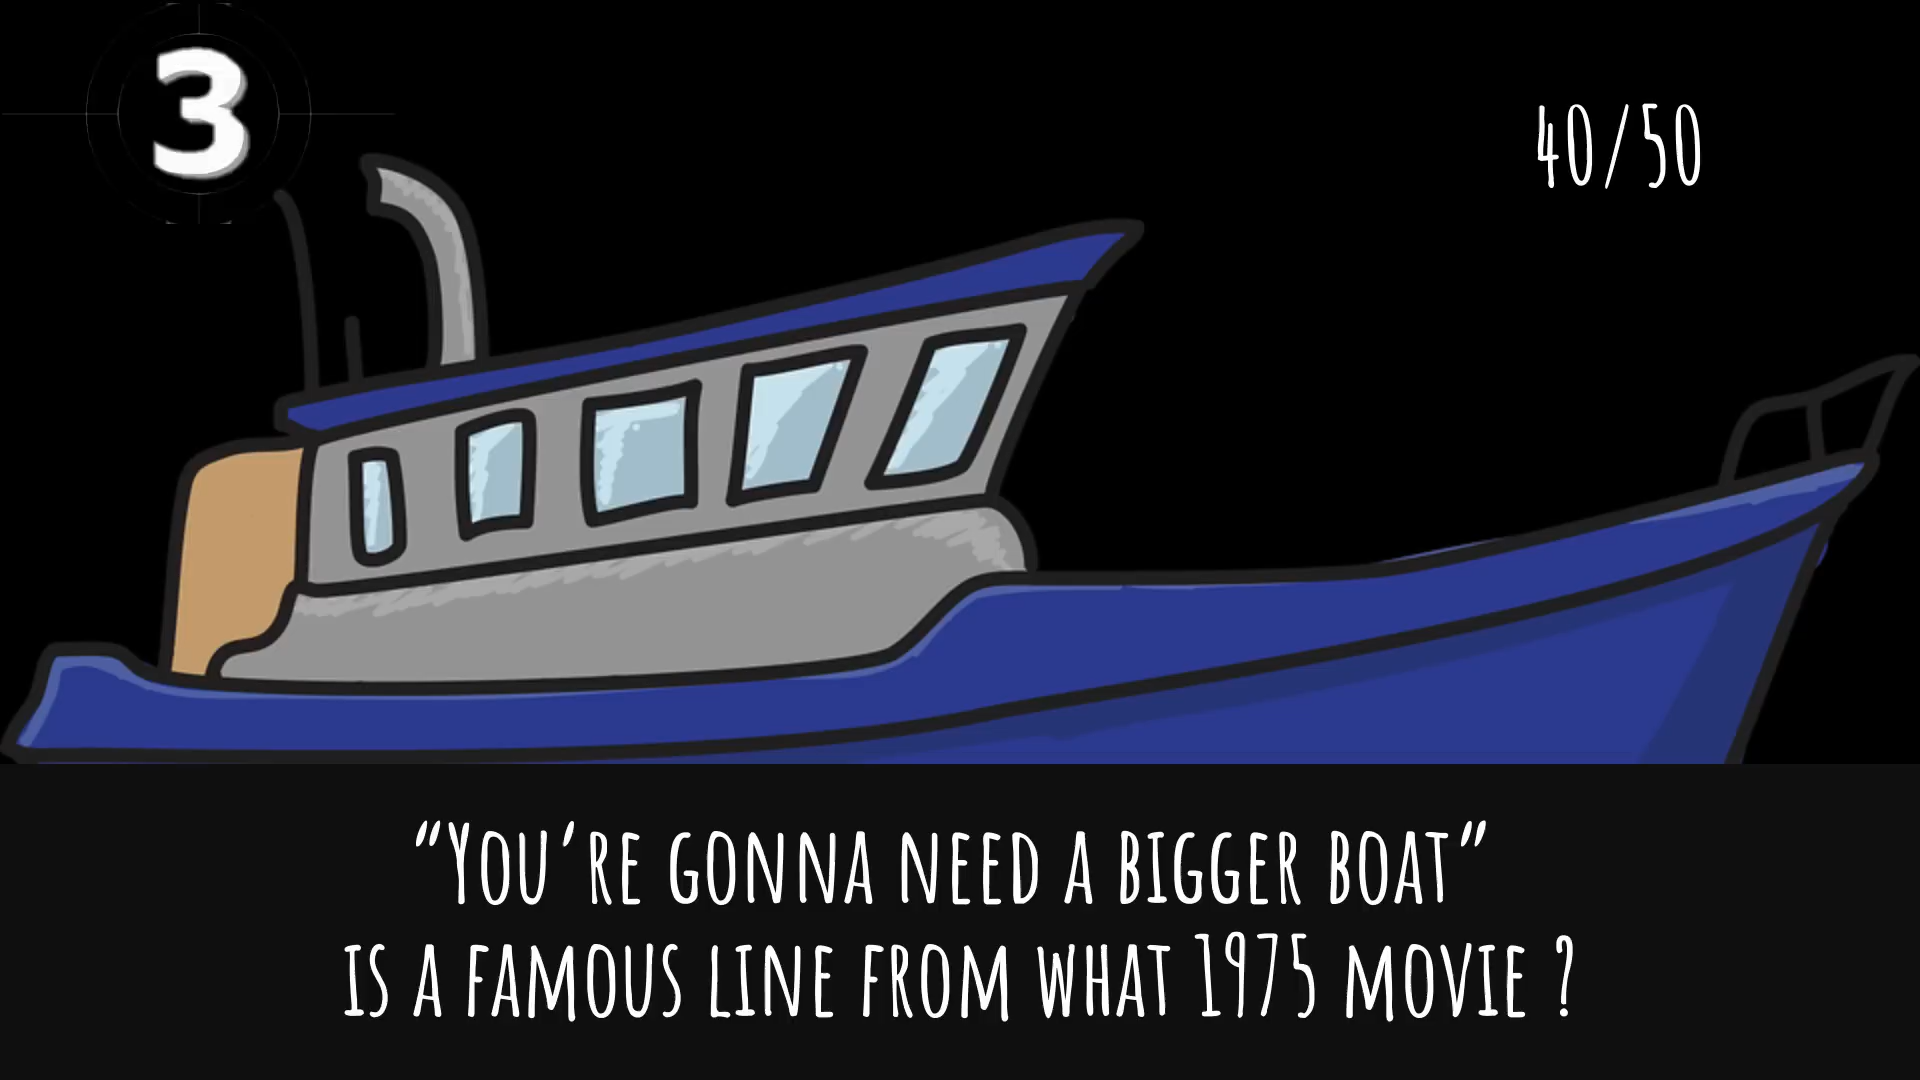 3
40/50
“You’re gonna need a bigger boat”
is a famous line from what 1975 movie ?